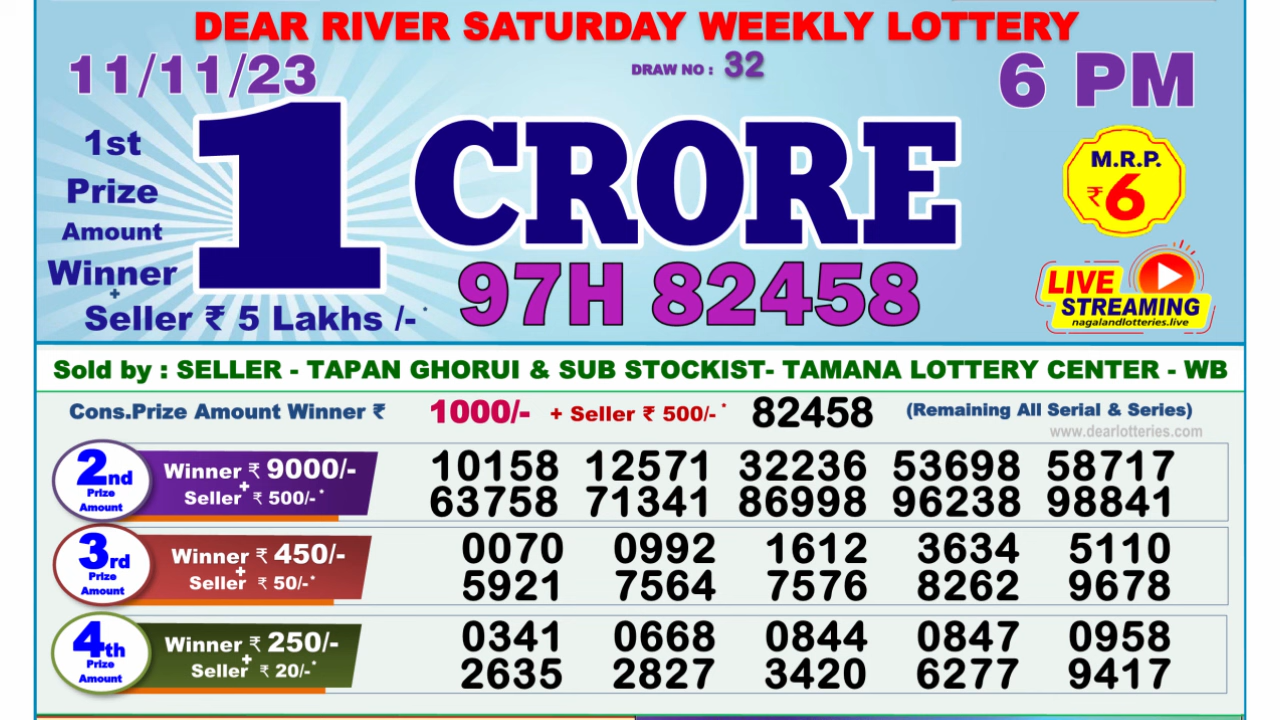 DEAR RIVER SATURDAY WEEKLY LOTTERY
11/11/23
DRAW NO : 32
6 PM
1st
Prize
Amount
Winner
+
Seller ₹ 5 Lakhs /- *
1 CRORE
97H 82458
M.R.P.
₹6
LIVE
STREAMING
nagalandlotteries.live
Sold by : SELLER - TAPAN GHORUI & SUB STOCKIST- TAMANA LOTTERY CENTER - WB
Cons.Prize Amount Winner ₹ 1000/- + Seller ₹ 500/- * 82458 (Remaining All Serial & Series)
www.dearlotteries.com
2nd
Prize
Amount
Winner ₹ 9000/-
+
Seller ₹ 500/- *
10158 12571 32236 53698 58717
63758 71341 86998 96238 98841
3rd
Prize
Amount
Winner ₹ 450/-
+
Seller ₹ 50/- *
0070 0992 1612 3634 5110
5921 7564 7576 8262 9678
4th
Prize
Amount
Winner ₹ 250/-
+
Seller ₹ 20/- *
0341 0668 0844 0847 0958
2635 2827 3420 6277 9417